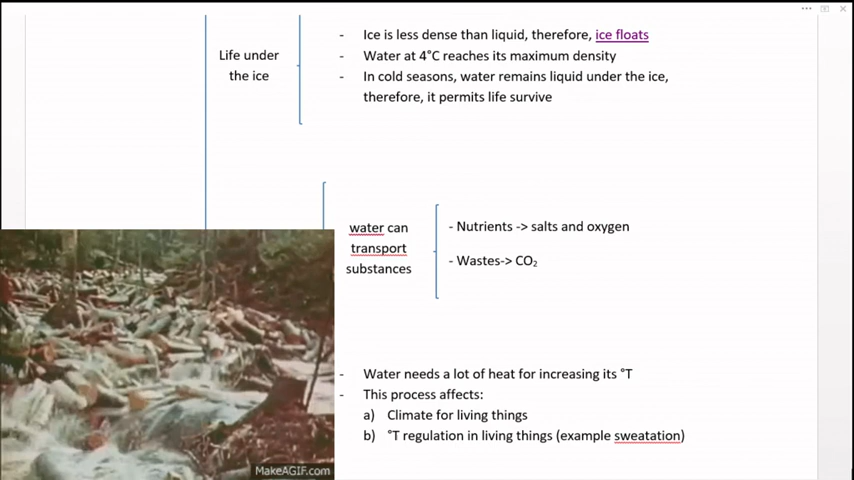 Life under
the ice
- Ice is less dense than liquid, therefore, ice floats
- Water at 4°C reaches its maximum density
- In cold seasons, water remains liquid under the ice,
therefore, it permits life survive
water can
transport
substances
- Nutrients -> salts and oxygen
- Wastes-> CO₂
- Water needs a lot of heat for increasing its °T
- This process affects:
a) Climate for living things
b) °T regulation in living things (example sweatation)
MakeAGIF.com